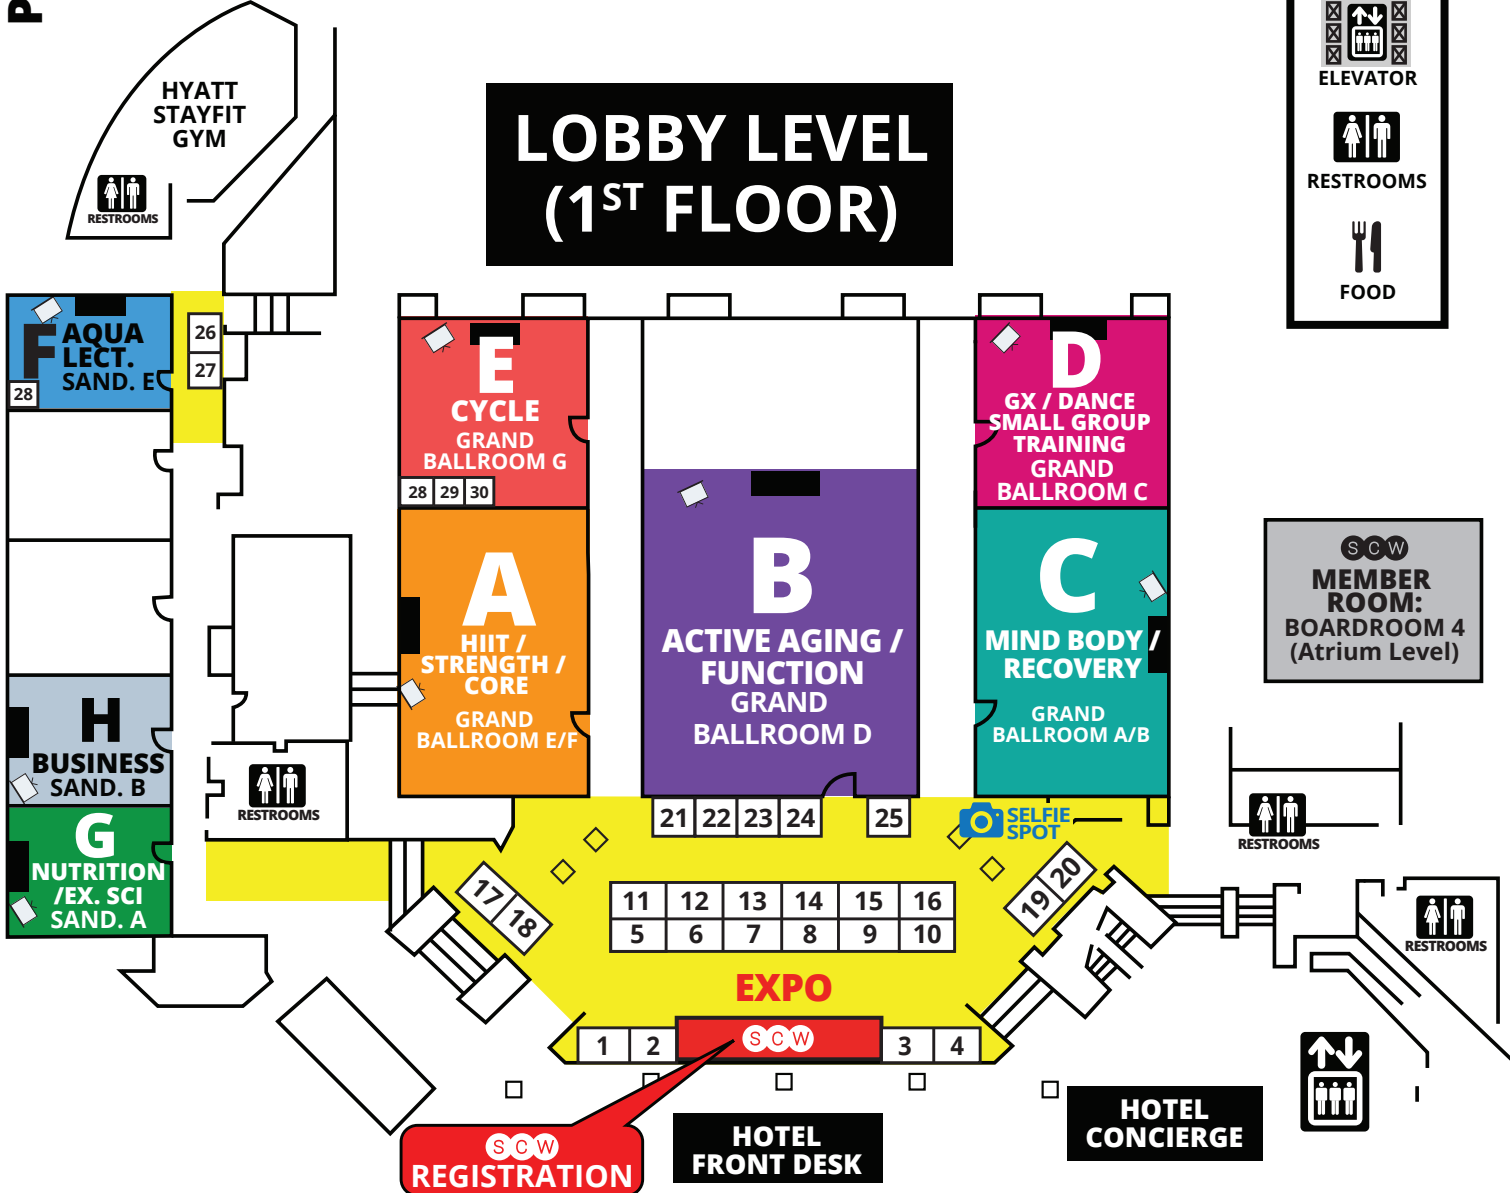 P
HYATT
STAYFIT
GYM
RESTROOMS
LOBBY LEVEL
(1ST FLOOR)
ELEVATOR
RESTROOMS
FOOD
F AQUA
LECT.
SAND. E
28
26
27
E
CYCLE
GRAND
BALLROOM G
28 29 30
D
GX / DANCE
SMALL GROUP
TRAINING
GRAND
BALLROOM C
A
HIIT /
STRENGTH /
CORE
GRAND
BALLROOM E/F
B
ACTIVE AGING /
FUNCTION
GRAND
BALLROOM D
C
MIND BODY /
RECOVERY
GRAND
BALLROOM A/B
SCW
MEMBER
ROOM:
BOARDROOM 4
(Atrium Level)
H
BUSINESS
SAND. B
G
NUTRITION
/EX. SCI
SAND. A
RESTROOMS
21 22 23 24 25
SELFIE
SPOT
RESTROOMS
RESTROOMS
17 18
19 20
11 12 13 14 15 16
5 6 7 8 9 10
EXPO
1 2 SCW 3 4
SCW
REGISTRATION
HOTEL
FRONT DESK
HOTEL
CONCIERGE